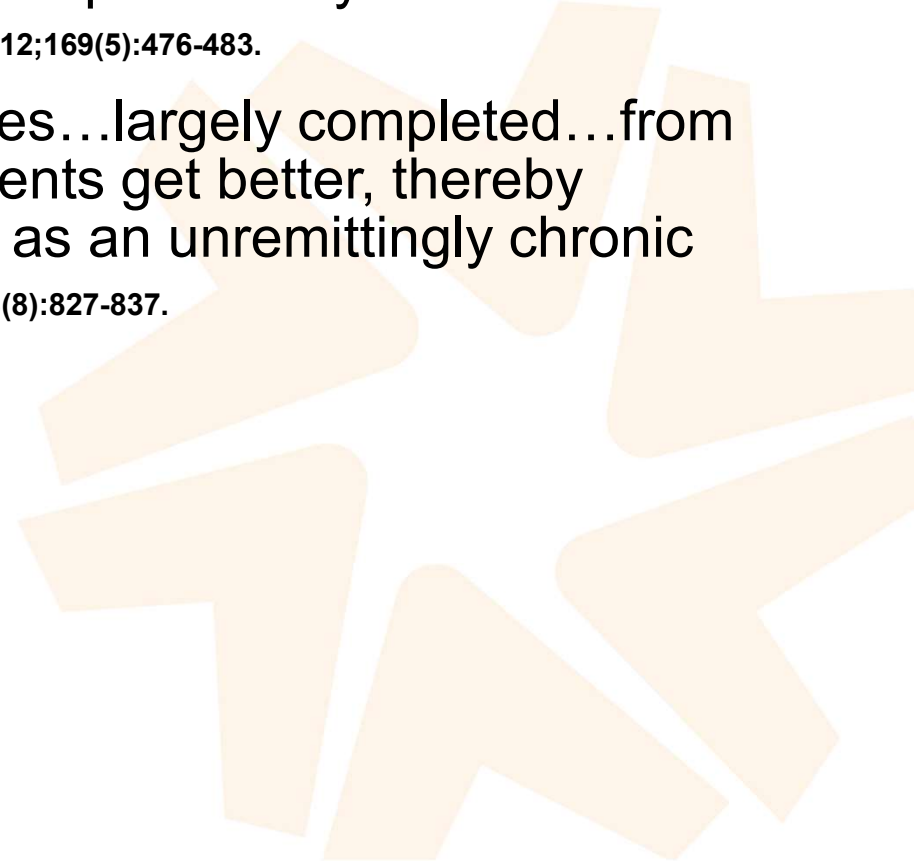 12;169(5):476-483.
es…largely completed…from
ents get better, thereby
as an unremittingly chronic
(8):827-837.